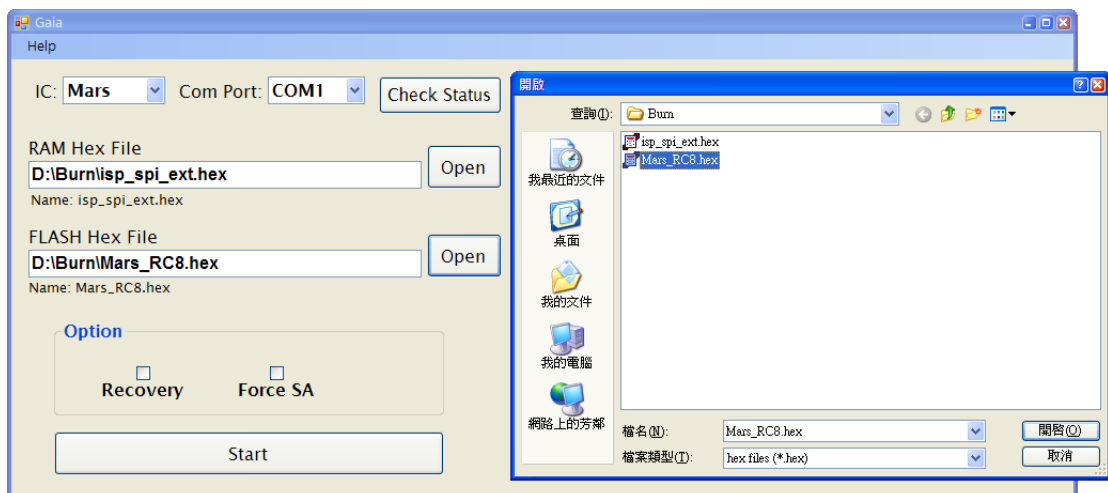 Gala
Help
IC: Mars Com Port: COM1 Check Status
RAM Hex File
D:\Burn\isp_spi_ext.hex Open
Name: isp_spi_ext.hex
FLASH Hex File
D:\Burn\Mars_RC8.hex Open
Name: Mars_RC8.hex
Option
Recovery Force SA
Start
開啟
查詢(I): Burn
isp_spi_ext.hex
Mars_RC8.hex
我最近的文件
桌面
我的文件
我的電腦
網路上的芳鄰
檔名(N): Mars_RC8.hex 開啓(O)
檔案類型(T): hex files (*.hex) 取消